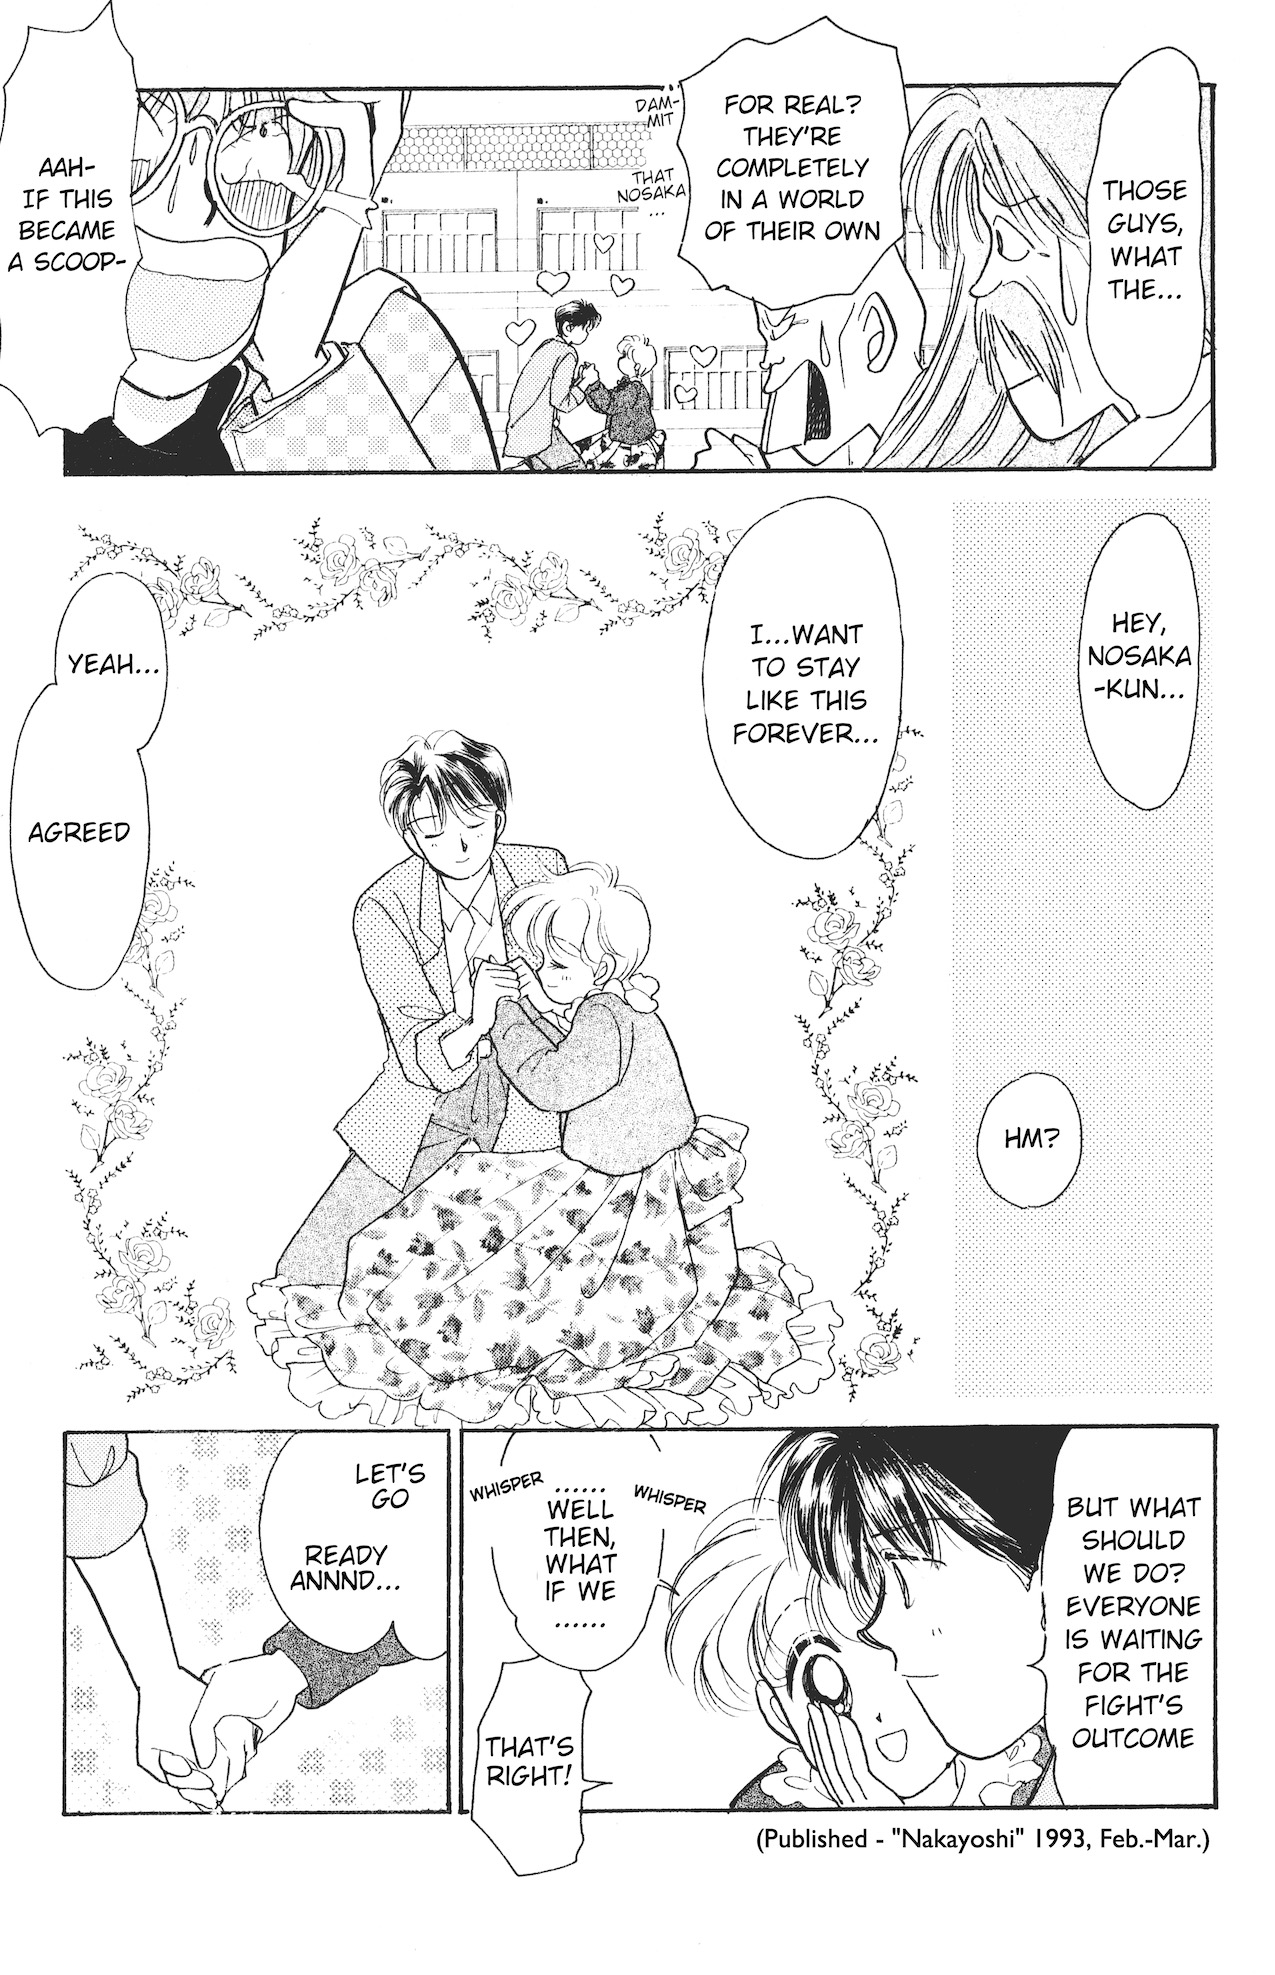 THOSE
GUYS,
WHAT
THE...
FOR REAL?
THEY'RE
COMPLETELY
IN A WORLD
OF THEIR OWN
DAM-
MIT
THAT
NOSAKA
...
AAH-
IF THIS
BECAME
A SCOOP-
HEY,
NOSAKA
-KUN...
HM?
I...WANT
TO STAY
LIKE THIS
FOREVER...
YEAH...
AGREED
BUT WHAT
SHOULD
WE DO?
EVERYONE
IS WAITING
FOR THE
FIGHT'S
OUTCOME
WHISPER
......
WELL
THEN,
WHAT
IF WE
......
WHISPER
THAT'S
RIGHT!
LET'S
GO
READY
ANNND...
(Published - "Nakayoshi" 1993, Feb.-Mar.)